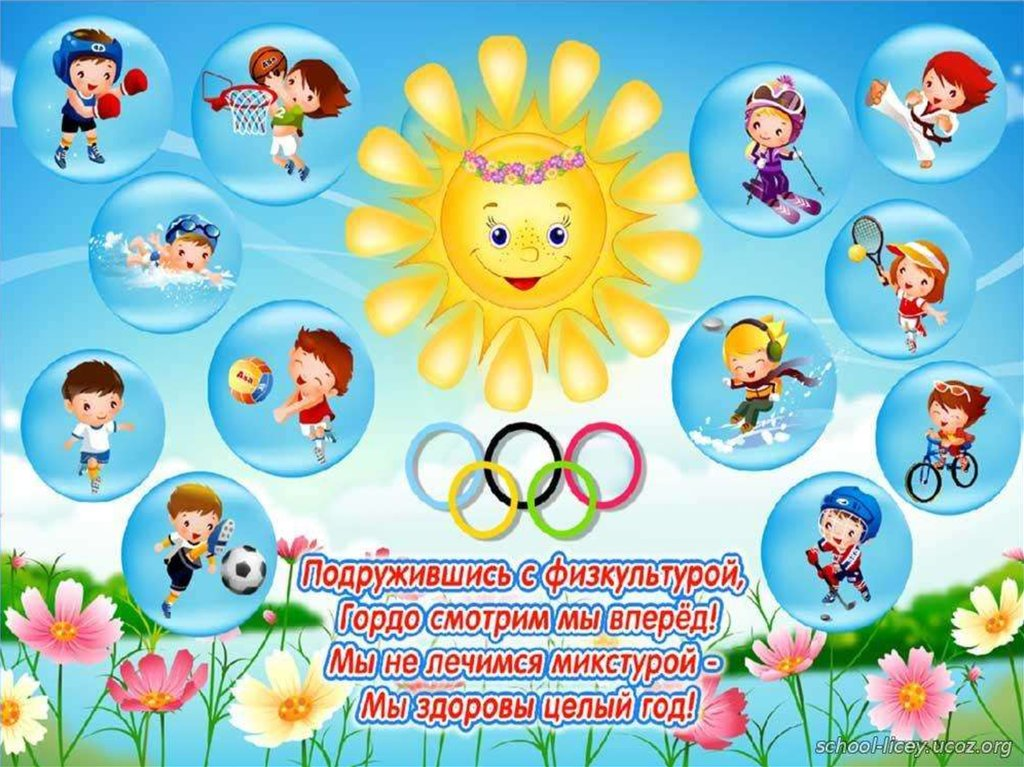 Подружившись с физкультурой,
Гордо смотрим мы вперёд!
Мы не лечимся микстурой -
Мы здоровы целый год!
school-licey.ucoz.org